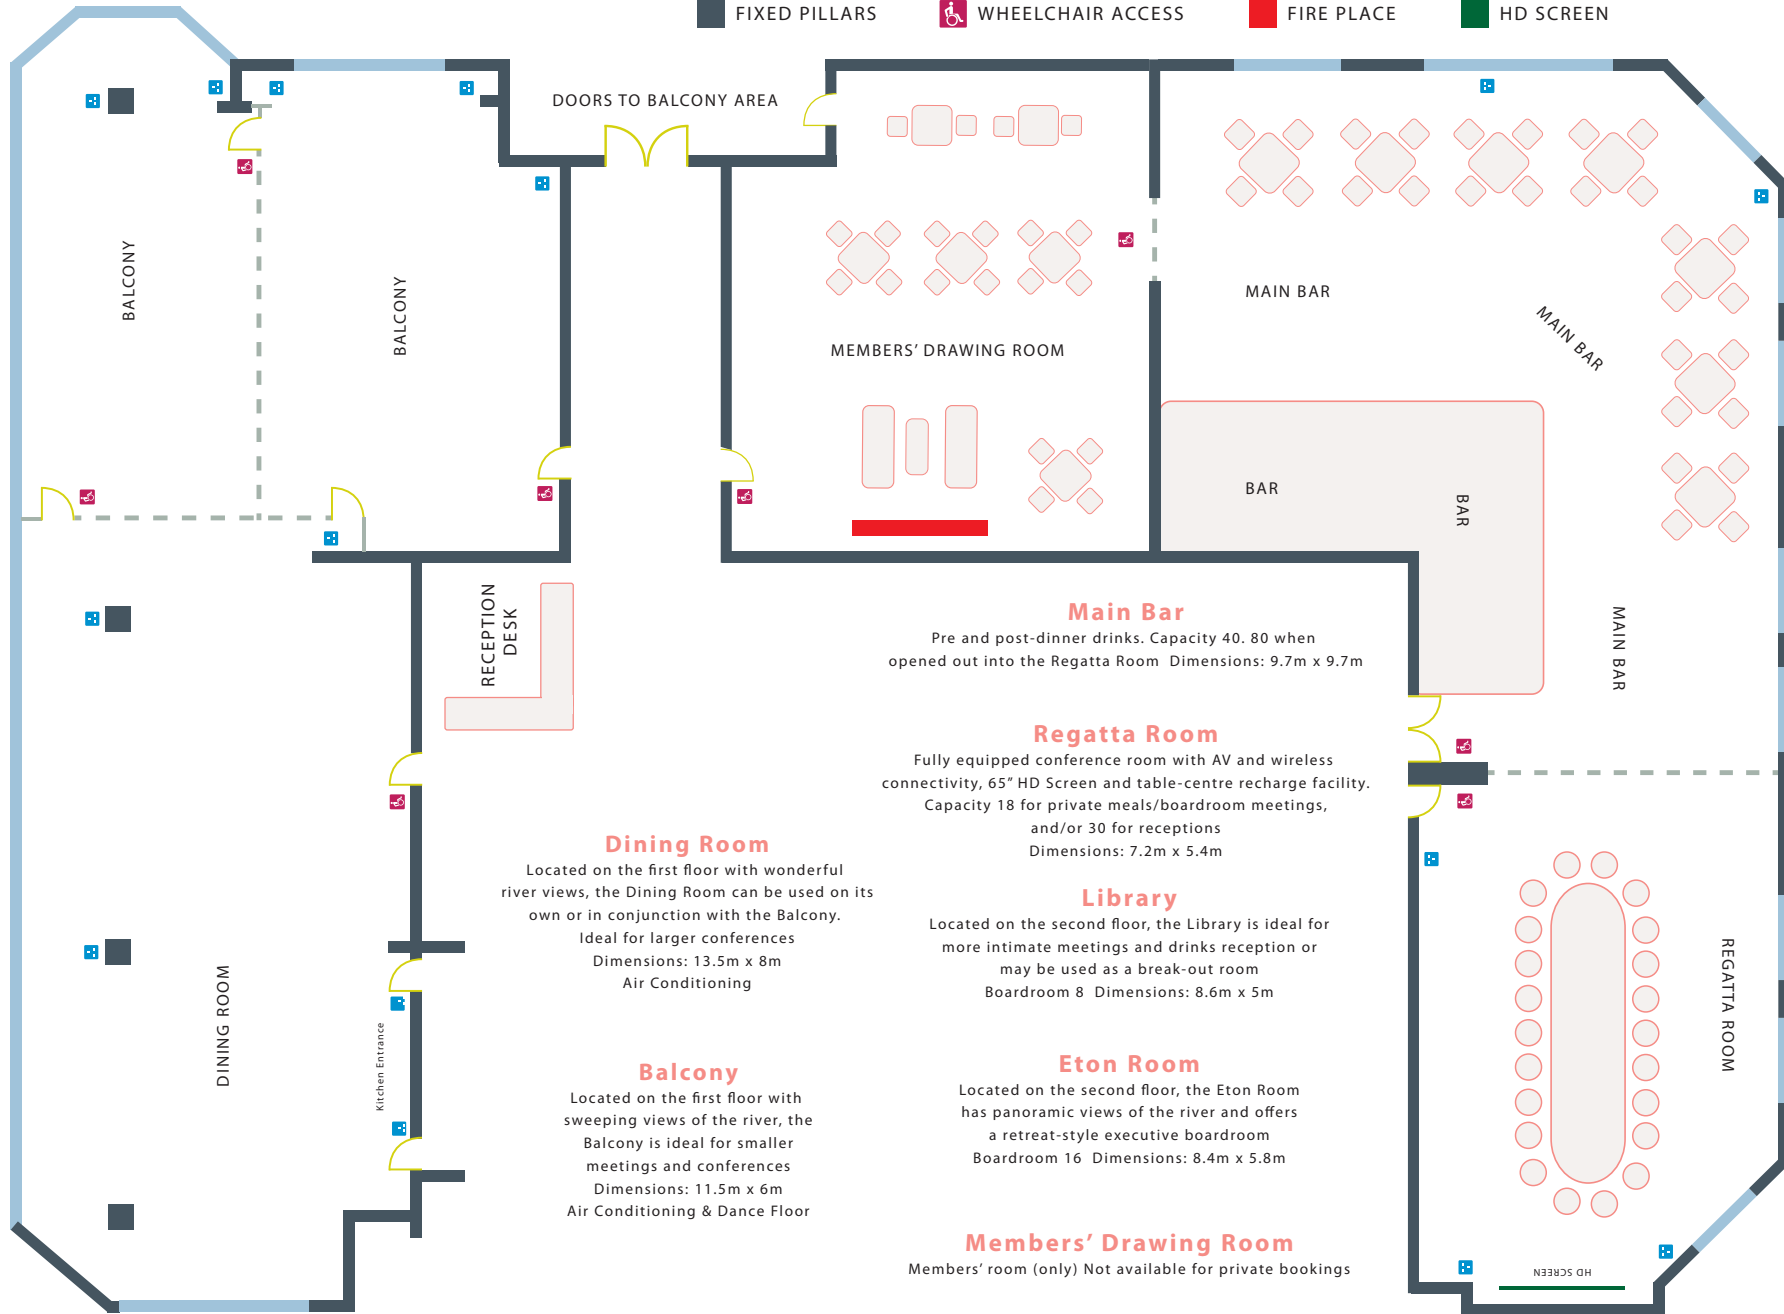 FIXED PILLARS
WHEELCHAIR ACCESS
FIRE PLACE
HD SCREEN
DOORS TO BALCONY AREA
BALCONY
BALCONY
MEMBERS’ DRAWING ROOM
MAIN BAR
MAIN BAR
BAR
BAR
MAIN BAR
RECEPTION
DESK
Main Bar
Pre and post-dinner drinks. Capacity 40. 80 when
opened out into the Regatta Room Dimensions: 9.7m x 9.7m
Regatta Room
Fully equipped conference room with AV and wireless
connectivity, 65” HD Screen and table-centre recharge facility.
Capacity 18 for private meals/boardroom meetings,
and/or 30 for receptions
Dimensions: 7.2m x 5.4m
Dining Room
Located on the first floor with wonderful
river views, the Dining Room can be used on its
own or in conjunction with the Balcony.
Ideal for larger conferences
Dimensions: 13.5m x 8m
Air Conditioning
Library
Located on the second floor, the Library is ideal for
more intimate meetings and drinks reception or
may be used as a break-out room
Boardroom 8 Dimensions: 8.6m x 5m
DINING ROOM
Kitchen Entrance
REGATTA ROOM
Balcony
Located on the first floor with
sweeping views of the river, the
Balcony is ideal for smaller
meetings and conferences
Dimensions: 11.5m x 6m
Air Conditioning & Dance Floor
Eton Room
Located on the second floor, the Eton Room
has panoramic views of the river and offers
a retreat-style executive boardroom
Boardroom 16 Dimensions: 8.4m x 5.8m
Members’ Drawing Room
Members’ room (only) Not available for private bookings
HD SCREEN